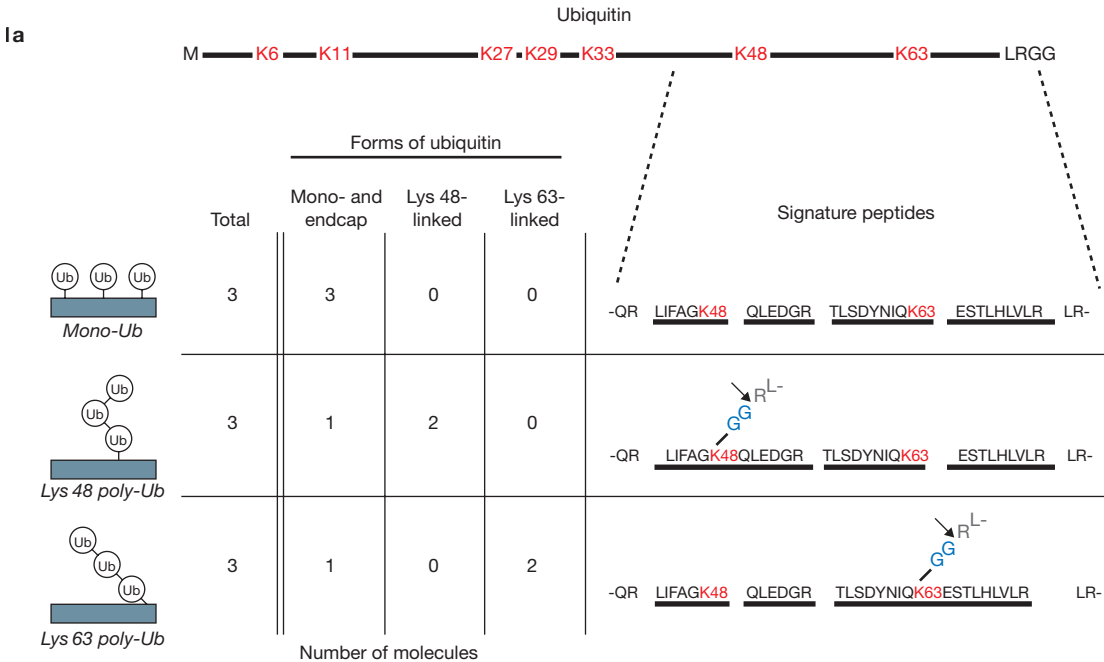 Ia
Ubiquitin
M K6 K11 K27 K29 K33 K48 K63 LRGG
Forms of ubiquitin
Total
Mono- and
endcap
Lys 48-
linked
Lys 63-
linked
Signature peptides
Ub Ub Ub
Mono-Ub
3 3 0 0
-QR LIFAGK48 QLEDGR TLSDYNIQK63 ESTLHLVLR LR-
Ub
Ub
Ub
Lys 48 poly-Ub
3 1 2 0
G G R L-
-QR LIFAGK48QLEDGR TLSDYNIQK63 ESTLHLVLR LR-
Ub
Ub
Ub
Lys 63 poly-Ub
3 1 0 2
G G R L-
-QR LIFAGK48 QLEDGR TLSDYNIQK63ESTLHLVLR LR-
Number of molecules